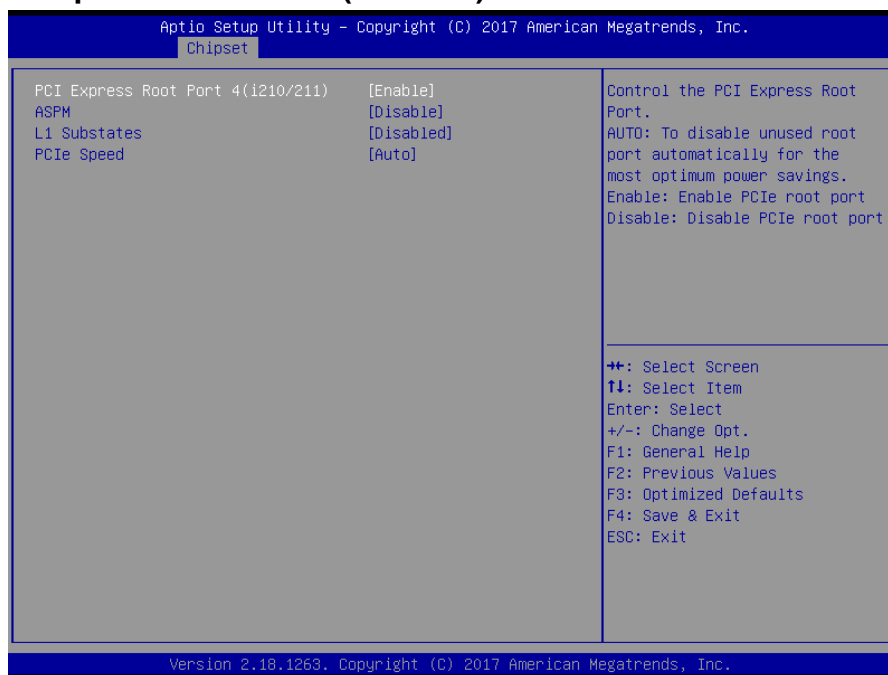 Aptio Setup Utility – Copyright (C) 2017 American Megatrends, Inc.
Chipset
PCI Express Root Port 4(i210/211) [Enable]
ASPM [Disable]
L1 Substates [Disabled]
PCIe Speed [Auto]
Control the PCI Express Root
Port.
AUTO: To disable unused root
port automatically for the
most optimum power savings.
Enable: Enable PCIe root port
Disable: Disable PCIe root port
→←: Select Screen
↑↓: Select Item
Enter: Select
+/-: Change Opt.
F1: General Help
F2: Previous Values
F3: Optimized Defaults
F4: Save & Exit
ESC: Exit
Version 2.18.1263. Copyright (C) 2017 American Megatrends, Inc.